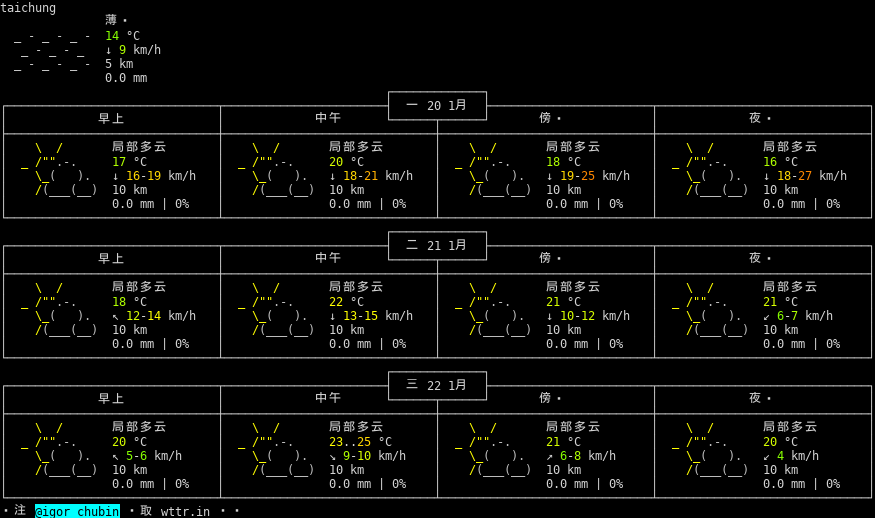 taichung
薄
14 °C
↓ 9 km/h
5 km
0.0 mm
一 20 1月
早上 中午 傍 夜
局部多云 局部多云 局部多云 局部多云
17 °C 20 °C 18 °C 16 °C
↓ 16-19 km/h ↓ 18-21 km/h ↓ 19-25 km/h ↓ 18-27 km/h
10 km 10 km 10 km 10 km
0.0 mm | 0% 0.0 mm | 0% 0.0 mm | 0% 0.0 mm | 0%
二 21 1月
早上 中午 傍 夜
局部多云 局部多云 局部多云 局部多云
18 °C 22 °C 21 °C 21 °C
↖ 12-14 km/h ↓ 13-15 km/h ↓ 10-12 km/h ↙ 6-7 km/h
10 km 10 km 10 km 10 km
0.0 mm | 0% 0.0 mm | 0% 0.0 mm | 0% 0.0 mm | 0%
三 22 1月
早上 中午 傍 夜
局部多云 局部多云 局部多云 局部多云
20 °C 23..25 °C 21 °C 20 °C
↖ 5-6 km/h ↘ 9-10 km/h ↗ 6-8 km/h ↙ 4 km/h
10 km 10 km 10 km 10 km
0.0 mm | 0% 0.0 mm | 0% 0.0 mm | 0% 0.0 mm | 0%
注 @igor_chubin 取 wttr.in